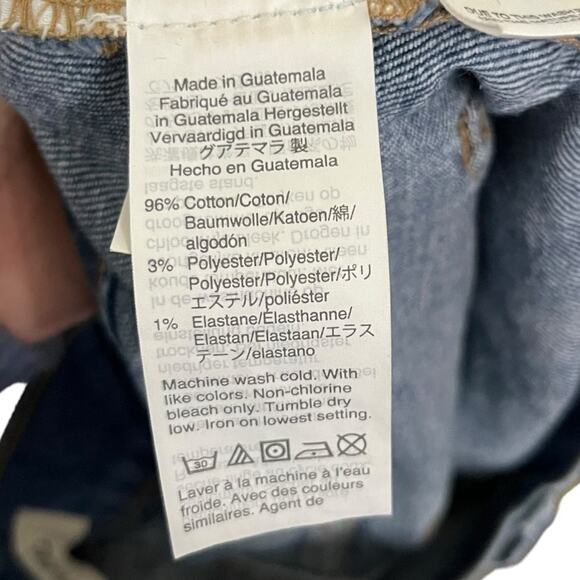 DUE TO THIS WASH
Made in Guatemala
Fabriqué au Guatemala
in Guatemala Hergestellt
Vervaardigd in Guatemala
グアテマラ製
Hecho en Guatemala
96% Cotton/Coton/
Baumwolle/Katoen/綿/
algodón
3% Polyester/Polyester/
Polyester/Polyester/ポリ
エステル/poliéster
1% Elastane/Élasthanne/
Elastan/Elastaan/エラス
テーン/elastano
Machine wash cold. With
like colors. Non-chlorine
bleach only. Tumble dry
low. Iron on lowest setting.
30
Laver à la machine à l'eau
froide. Avec des couleurs
similaires. Agent de